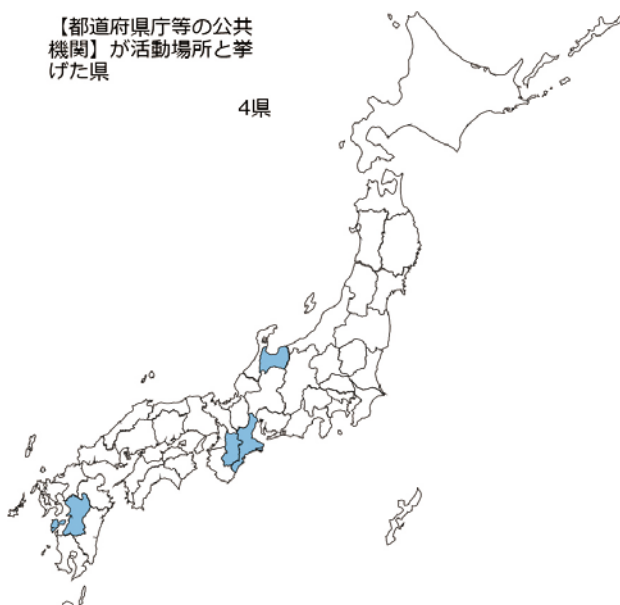 【都道府県庁等の公共
機関】が活動場所と挙
げた県
4県